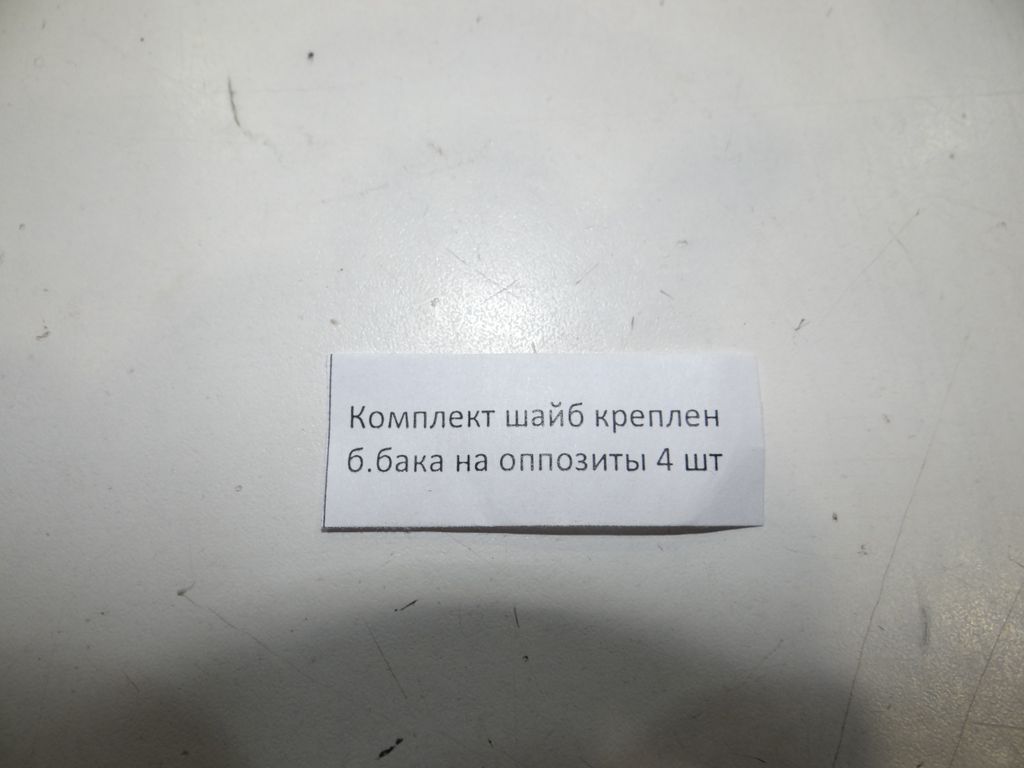 Комплект шайб креплен
б.бака на оппозиты 4 шт